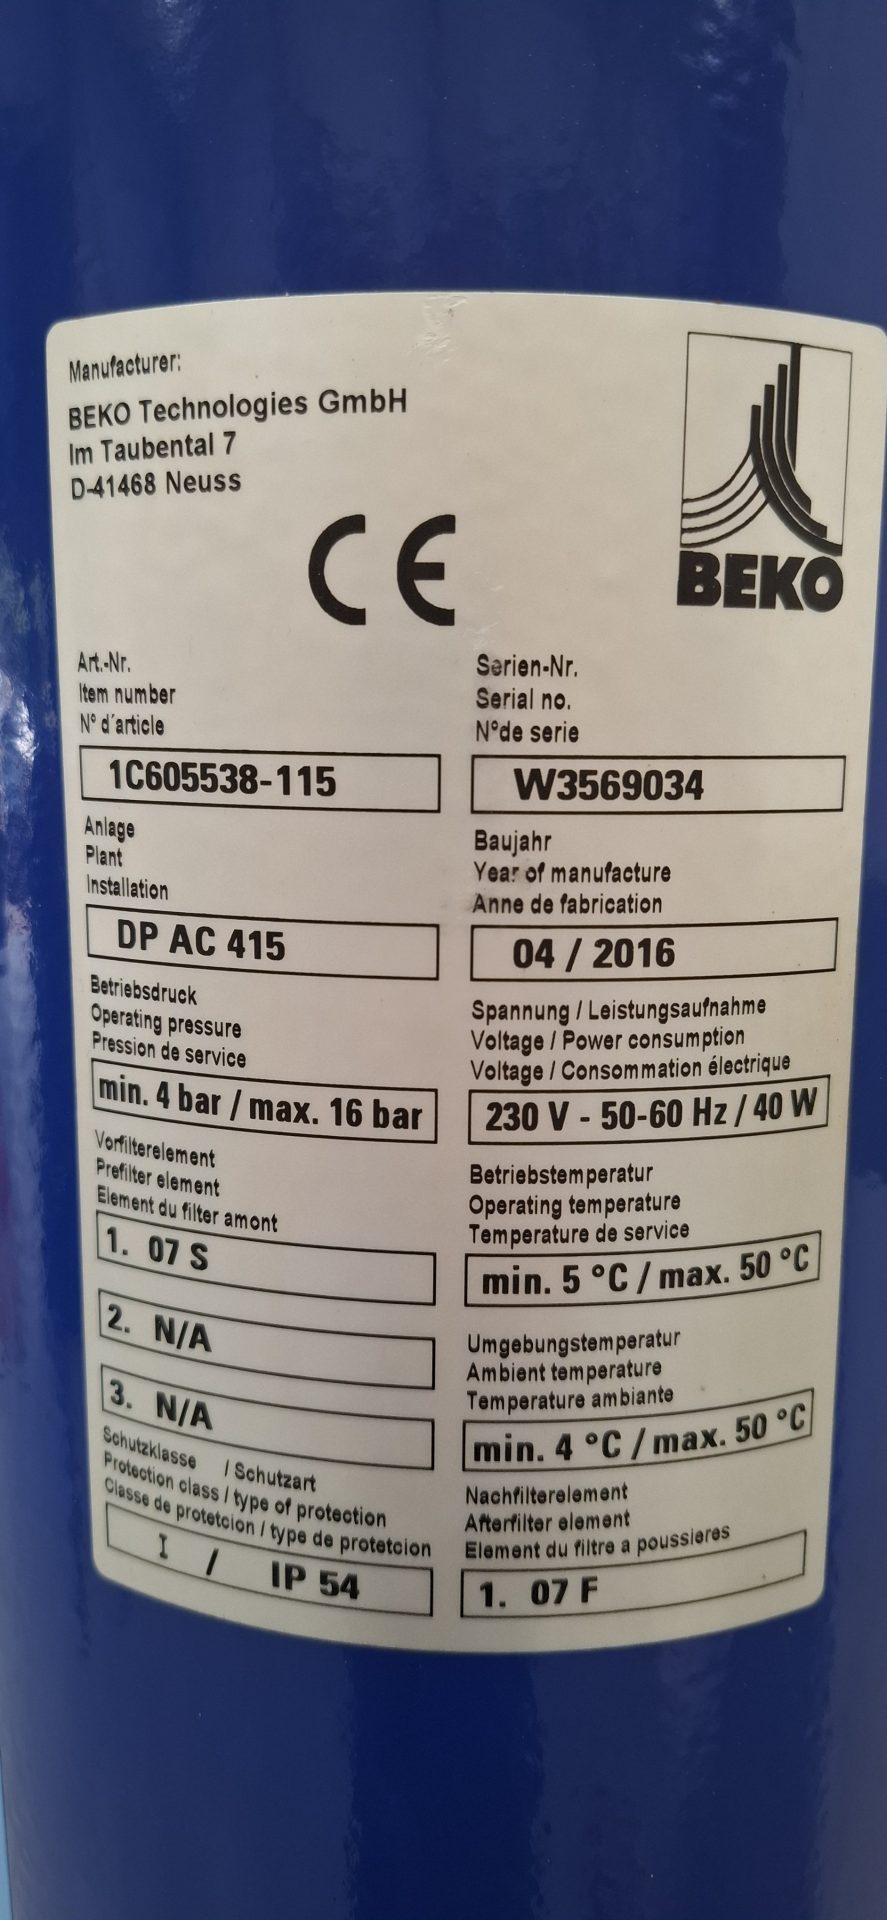 Manufacturer:
BEKO Technologies GmbH
Im Taubental 7
D-41468 Neuss
CE
BEKO
Art.-Nr.
Item number
N° d´article
1C605538-115
Serien-Nr.
Serial no.
N°de serie
W3569034
Anlage
Plant
Installation
DP AC 415
Baujahr
Year of manufacture
Anne de fabrication
04 / 2016
Betriebsdruck
Operating pressure
Pression de service
min. 4 bar / max. 16 bar
Spannung / Leistungsaufnahme
Voltage / Power consumption
Voltage / Consommation électrique
230 V - 50-60 Hz / 40 W
Vorfilterelement
Prefilter element
Element du filter amont
1. 07 S
2. N/A
3. N/A
Betriebstemperatur
Operating temperature
Temperature de service
min. 5 °C / max. 50 °C
Umgebungstemperatur
Ambient temperature
Temperature ambiante
min. 4 °C / max. 50 °C
Schutzklasse / Schutzart
Protection class / type of protection
Classe de protetcion / type de protetcion
I / IP 54
Nachfilterelement
Afterfilter element
Element du filtre a poussieres
1. 07 F